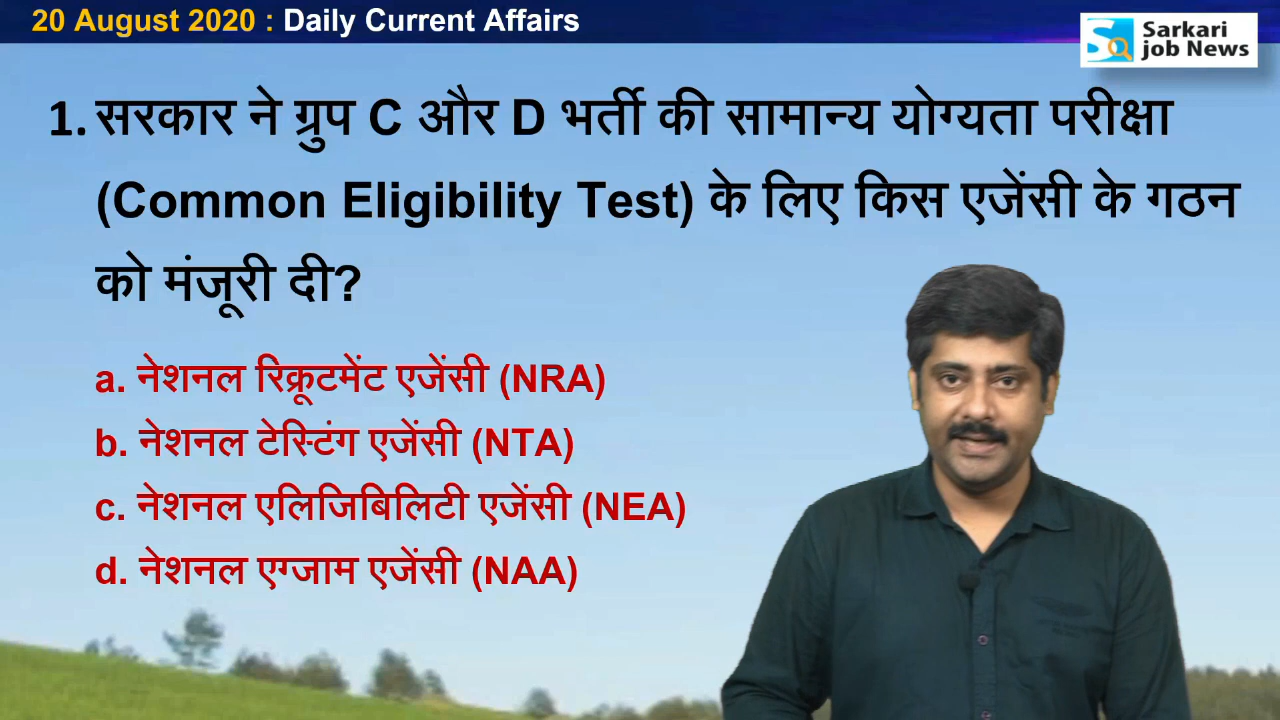 20 August 2020 : Daily Current Affairs
Sarkari
job News
1. सरकार ने ग्रुप C और D भर्ती की सामान्य योग्यता परीक्षा
(Common Eligibility Test) के लिए किस एजेंसी के गठन
को मंजूरी दी?
a. नेशनल रिक्रूटमेंट एजेंसी (NRA)
b. नेशनल टेस्टिंग एजेंसी (NTA)
c. नेशनल एलिजिबिलिटी एजेंसी (NEA)
d. नेशनल एग्जाम एजेंसी (NAA)